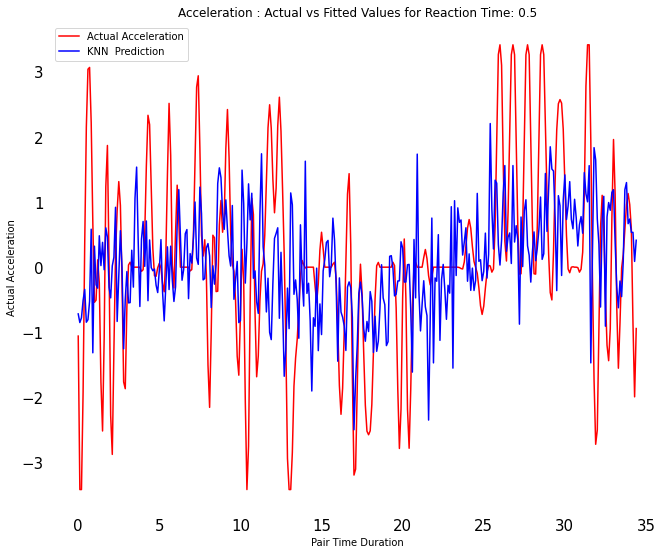 Acceleration : Actual vs Fitted Values for Reaction Time: 0.5
Actual Acceleration
KNN  Prediction
3
2
1
0
−1
−2
−3
Actual Acceleration
0 5 10 15 20 25 30 35
Pair Time Duration